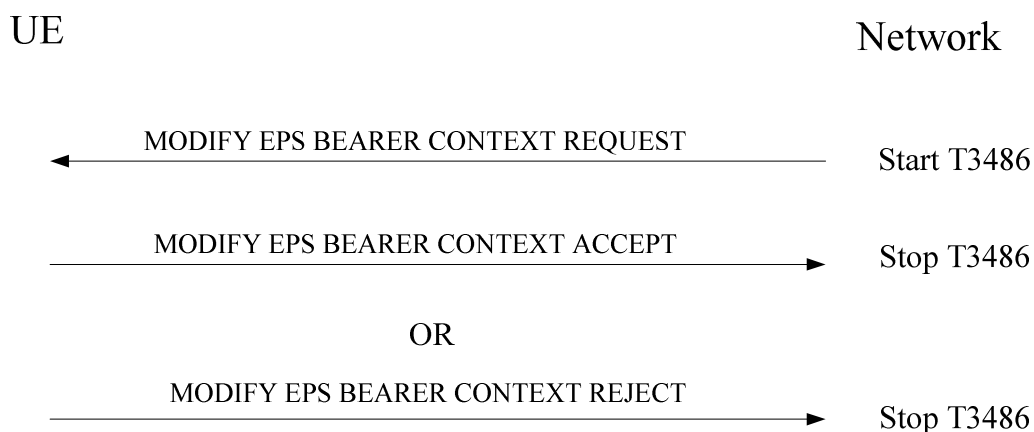 UE
Network
MODIFY EPS BEARER CONTEXT REQUEST
Start T3486
MODIFY EPS BEARER CONTEXT ACCEPT
Stop T3486
OR
MODIFY EPS BEARER CONTEXT REJECT
Stop T3486